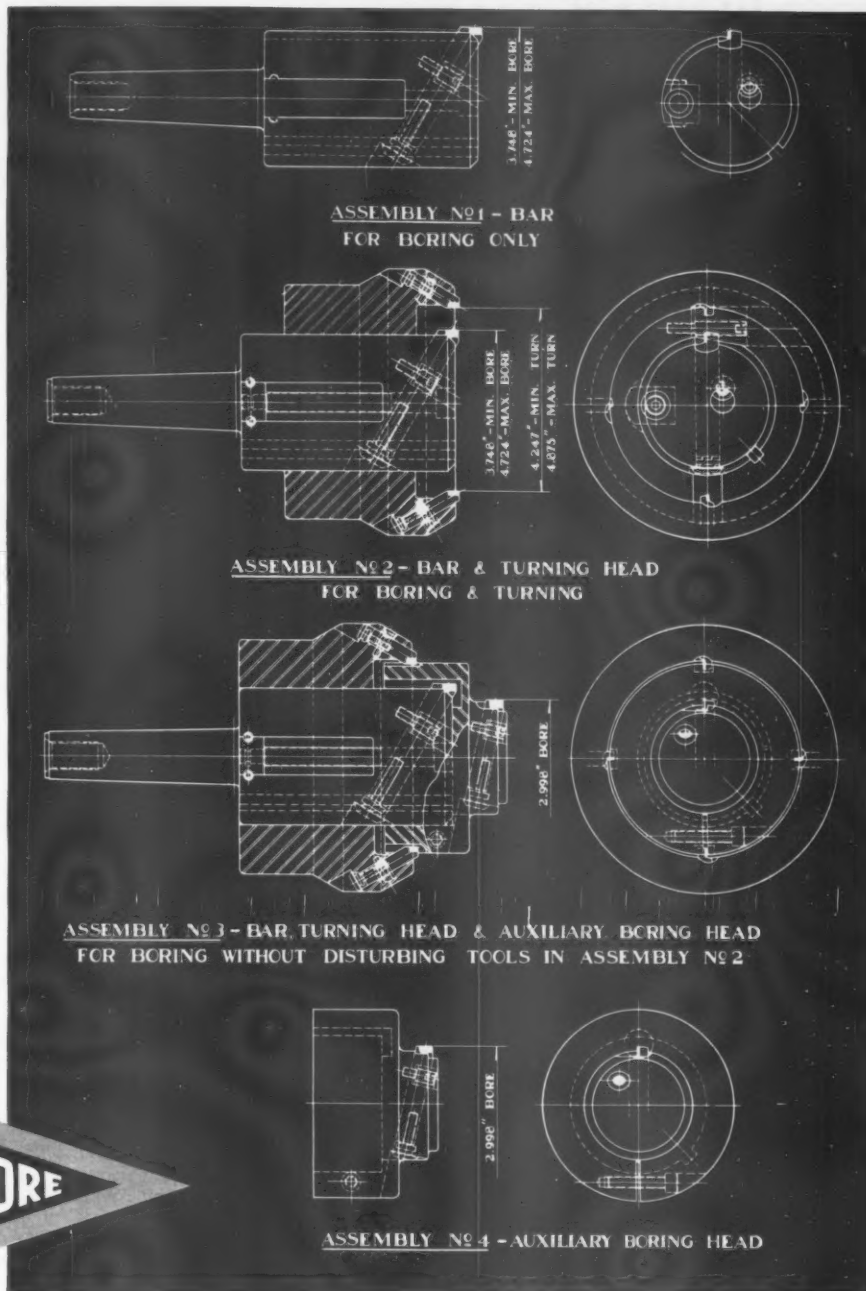 3.748"-MIN. BORE
4.724"-MAX. BORE
ASSEMBLY Nº1 - BAR
FOR BORING ONLY
3.748"-MIN. BORE
4.724"-MAX. BORE
4.247"-MIN. TURN
4.875"-MAX. TURN
ASSEMBLY Nº2 - BAR & TURNING HEAD
FOR BORING & TURNING
2.998" BORE
ASSEMBLY Nº3 - BAR, TURNING HEAD & AUXILIARY BORING HEAD
FOR BORING WITHOUT DISTURBING TOOLS IN ASSEMBLY Nº2
2.998" BORE
ASSEMBLY Nº4 - AUXILIARY BORING HEAD